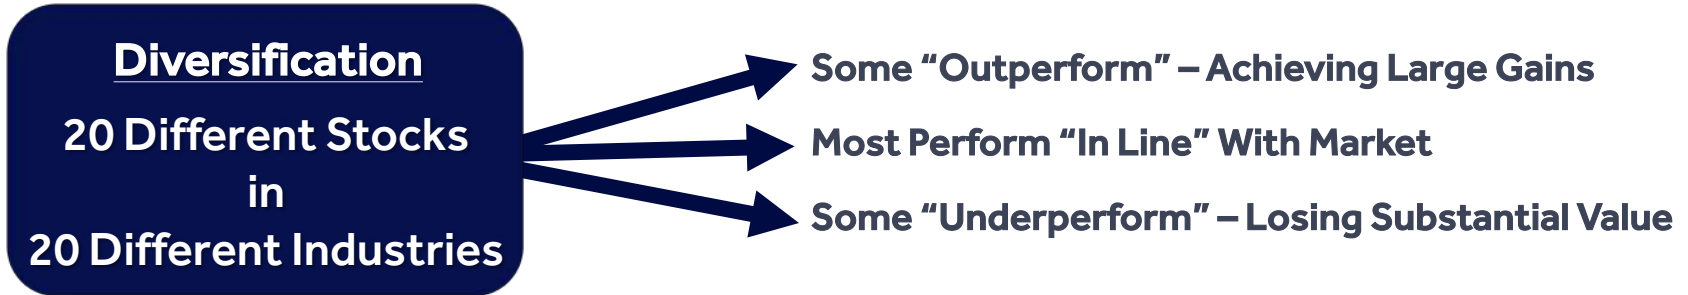 Diversification
20 Different Stocks
in
20 Different Industries
Some “Outperform” – Achieving Large Gains
Most Perform “In Line” With Market
Some “Underperform” – Losing Substantial Value